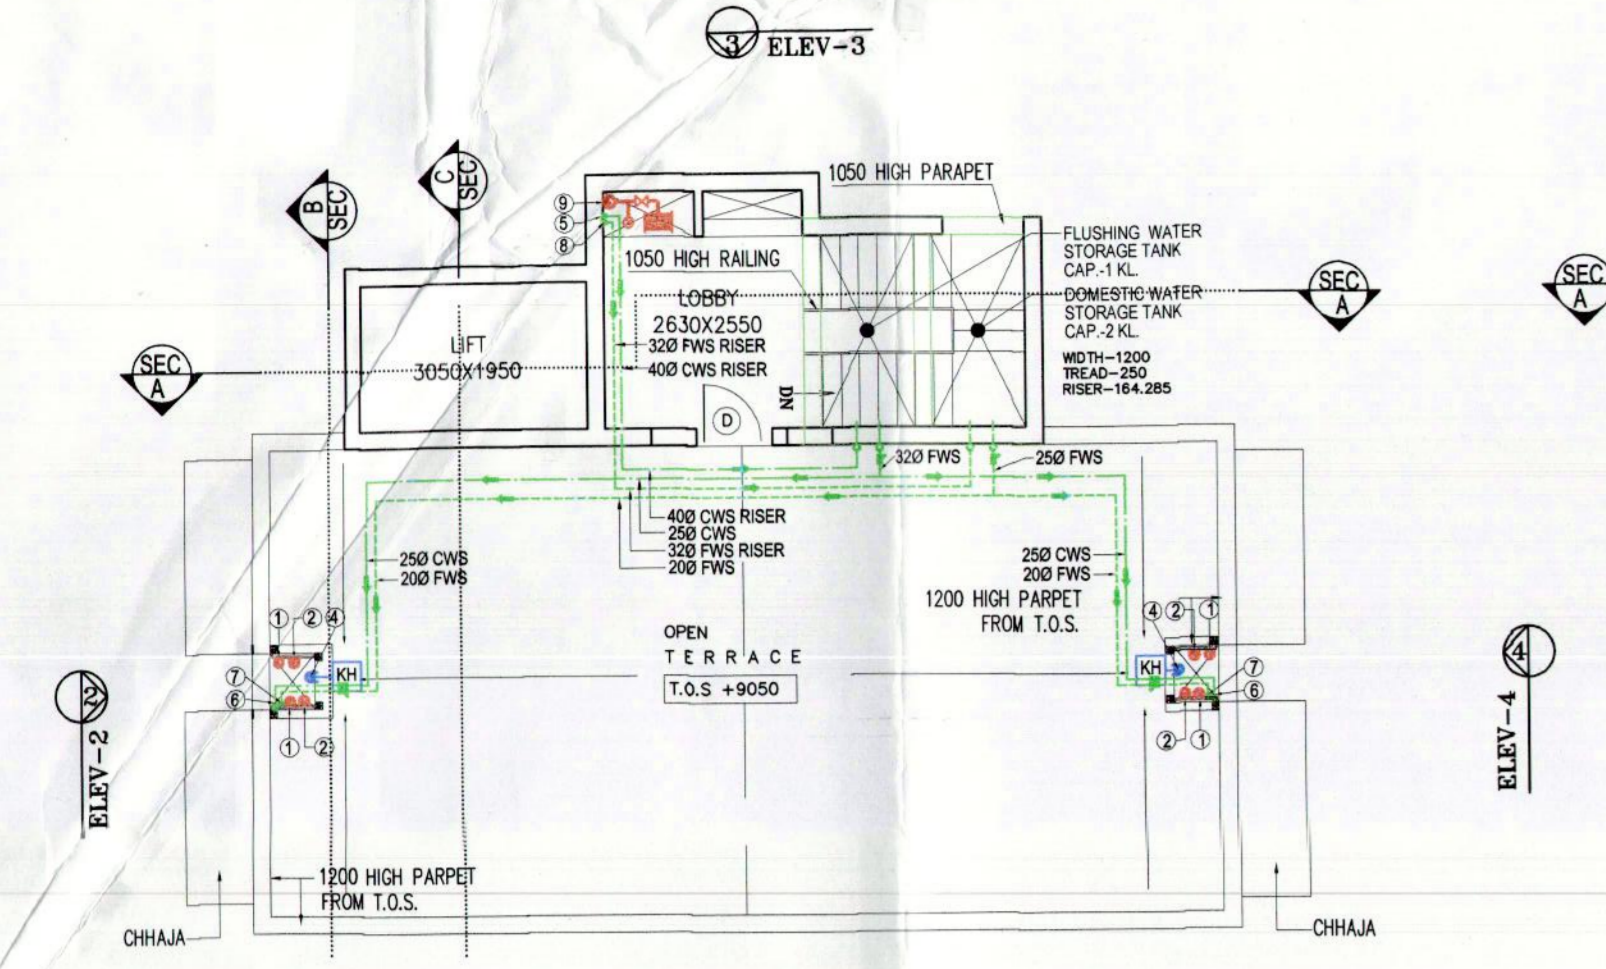 3
ELEV-3
1050 HIGH PARAPET
B
SEC
C
SEC
9
5
8
FLUSHING WATER
STORAGE TANK
CAP.-1 KL.
1050 HIGH RAILING
SEC
A
SEC
A
LOBBY
2630X2550
DOMESTIC WATER
STORAGE TANK
CAP.-2 KL.
32Ø FWS RISER
LIFT
3050X1950
40Ø CWS RISER
SEC
A
WIDTH-1200
TREAD-250
RISER-164.285
DN
D
32Ø FWS
25Ø FWS
40Ø CWS RISER
25Ø CWS
32Ø FWS RISER
20Ø FWS
25Ø CWS
20Ø FWS
25Ø CWS
20Ø FWS
1200 HIGH PARPET
FROM T.O.S.
1
2
4
4
2
1
OPEN
TERRACE
T.O.S +9050
KH
KH
7
6
7
6
1
2
2
1
2
ELEV-2
4
ELEV-4
1200 HIGH PARPET
FROM T.O.S.
CHHAJA
CHHAJA